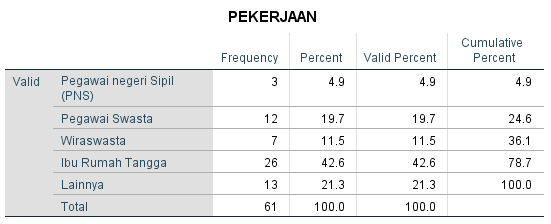 PEKERJAAN
Frequency Percent Valid Percent Cumulative Percent
Valid Pegawai negeri Sipil (PNS) 3 4.9 4.9 4.9
Pegawai Swasta 12 19.7 19.7 24.6
Wiraswasta 7 11.5 11.5 36.1
Ibu Rumah Tangga 26 42.6 42.6 78.7
Lainnya 13 21.3 21.3 100.0
Total 61 100.0 100.0